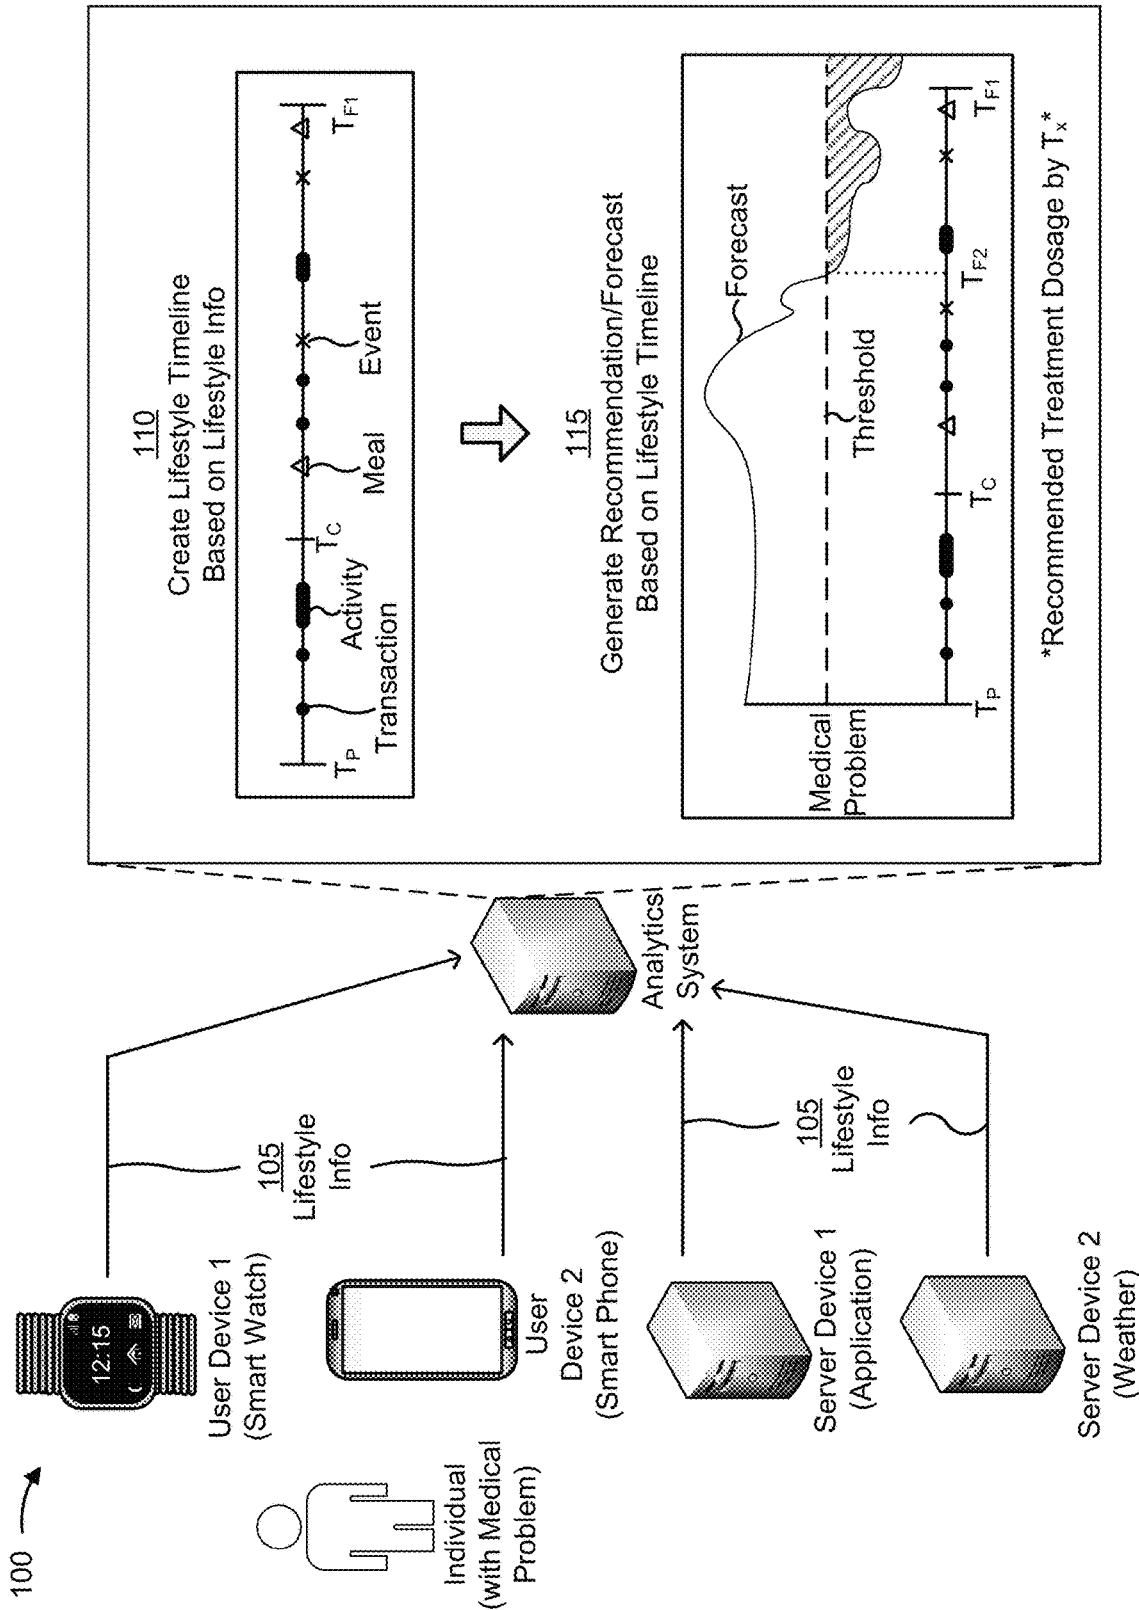 100
Individual
(with Medical
Problem)
12:15
User Device 1
(Smart Watch)
User
Device 2
(Smart Phone)
Server Device 1
(Application)
Server Device 2
(Weather)
105
Lifestyle
Info
105
Lifestyle
Info
Analytics
System
110
Create Lifestyle Timeline
Based on Lifestyle Info
TP
Transaction
Activity
TC
Meal
Event
TF1
115
Generate Recommendation/Forecast
Based on Lifestyle Timeline
Forecast
Threshold
Medical
Problem
TP
TC
TF2
TF1
*Recommended Treatment Dosage by Tx*